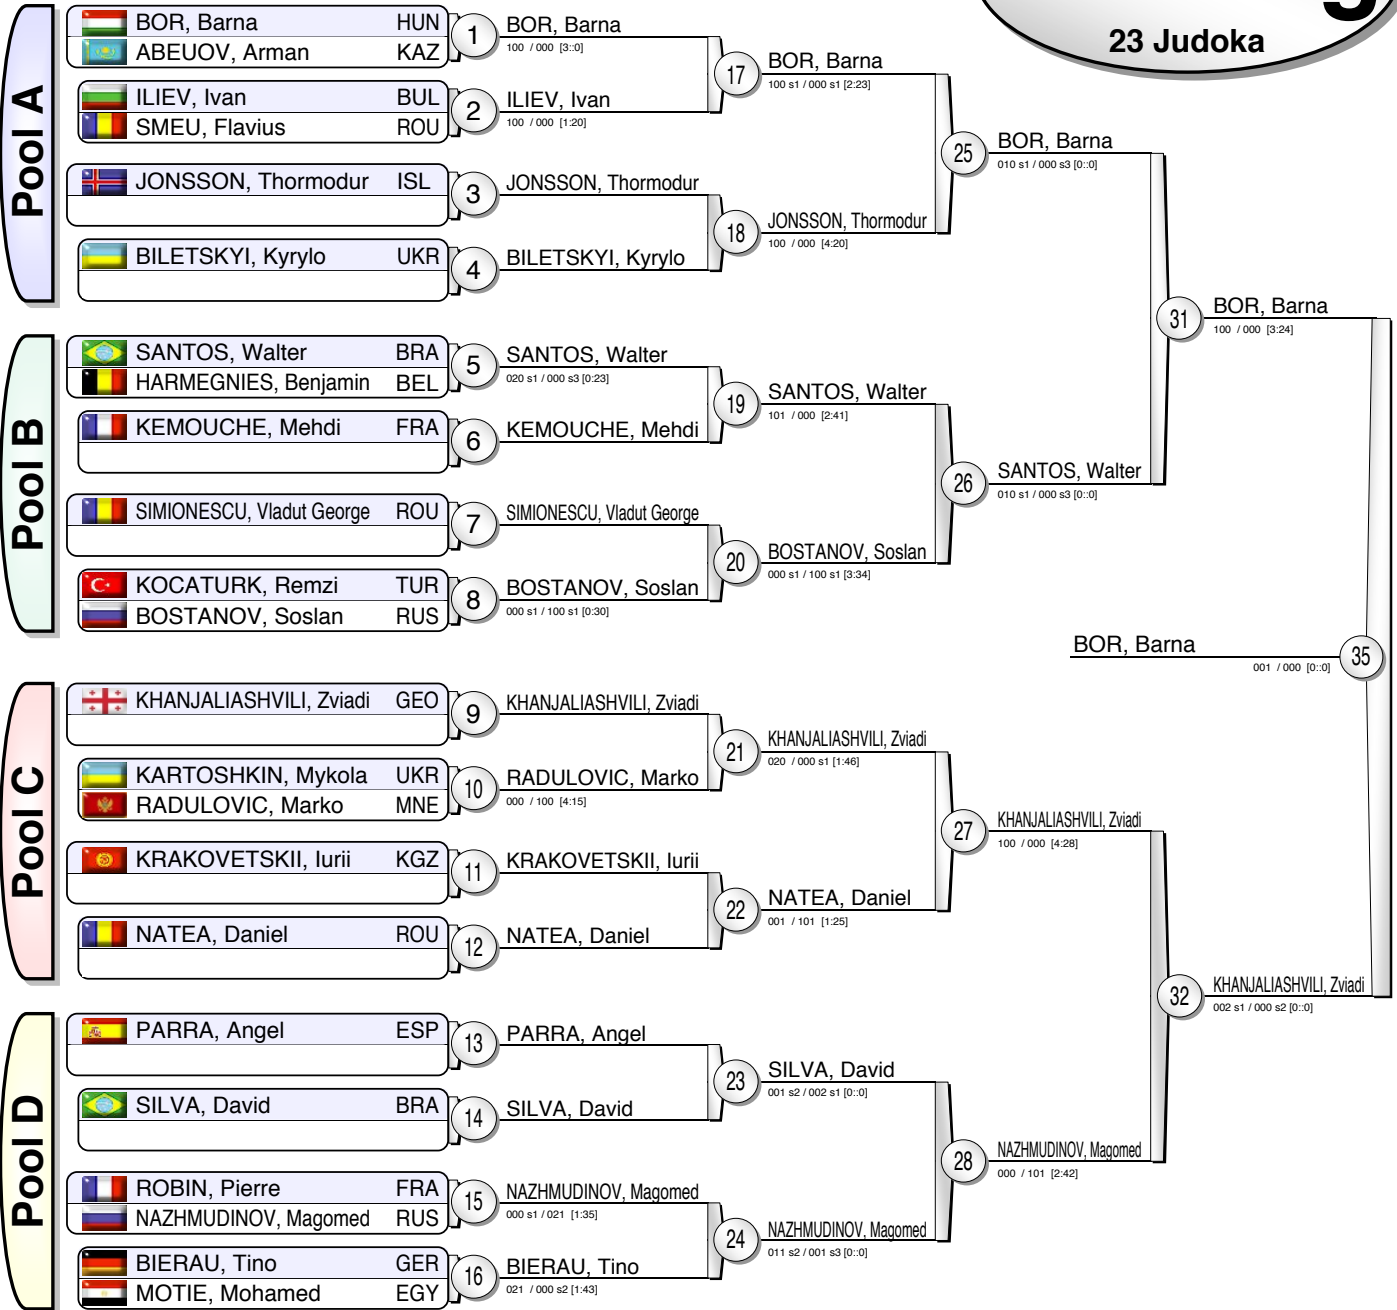 23 Judoka
Pool A
BOR, Barna HUN
ABEUOV, Arman KAZ
1
BOR, Barna
100 / 000 [3::0]
ILIEV, Ivan BUL
SMEU, Flavius ROU
2
ILIEV, Ivan
100 / 000 [1:20]
17
BOR, Barna
100 s1 / 000 s1 [2:23]
JONSSON, Thormodur ISL
3
JONSSON, Thormodur
BILETSKYI, Kyrylo UKR
4
BILETSKYI, Kyrylo
18
JONSSON, Thormodur
100 / 000 [4:20]
25
BOR, Barna
010 s1 / 000 s3 [0::0]
Pool B
SANTOS, Walter BRA
HARMEGNIES, Benjamin BEL
5
SANTOS, Walter
020 s1 / 000 s3 [0:23]
KEMOUCHE, Mehdi FRA
6
KEMOUCHE, Mehdi
19
SANTOS, Walter
101 / 000 [2:41]
SIMIONESCU, Vladut George ROU
7
SIMIONESCU, Vladut George
KOCATURK, Remzi TUR
BOSTANOV, Soslan RUS
8
BOSTANOV, Soslan
000 s1 / 100 s1 [0:30]
20
BOSTANOV, Soslan
000 s1 / 100 s1 [3:34]
26
SANTOS, Walter
010 s1 / 000 s3 [0::0]
31
BOR, Barna
100 / 000 [3:24]
BOR, Barna
001 / 000 [0::0]
35
Pool C
KHANJALIASHVILI, Zviadi GEO
9
KHANJALIASHVILI, Zviadi
KARTOSHKIN, Mykola UKR
RADULOVIC, Marko MNE
10
RADULOVIC, Marko
000 / 100 [4:15]
21
KHANJALIASHVILI, Zviadi
020 / 000 s1 [1:46]
KRAKOVETSKII, Iurii KGZ
11
KRAKOVETSKII, Iurii
NATEA, Daniel ROU
12
NATEA, Daniel
22
NATEA, Daniel
001 / 101 [1:25]
27
KHANJALIASHVILI, Zviadi
100 / 000 [4:28]
Pool D
PARRA, Angel ESP
13
PARRA, Angel
SILVA, David BRA
14
SILVA, David
23
SILVA, David
001 s2 / 002 s1 [0::0]
ROBIN, Pierre FRA
NAZHMUDINOV, Magomed RUS
15
NAZHMUDINOV, Magomed
000 s1 / 021 [1:35]
BIERAU, Tino GER
MOTIE, Mohamed EGY
16
BIERAU, Tino
021 / 000 s2 [1:43]
24
NAZHMUDINOV, Magomed
011 s2 / 001 s3 [0::0]
28
NAZHMUDINOV, Magomed
000 / 101 [2:42]
32
KHANJALIASHVILI, Zviadi
002 s1 / 000 s2 [0::0]